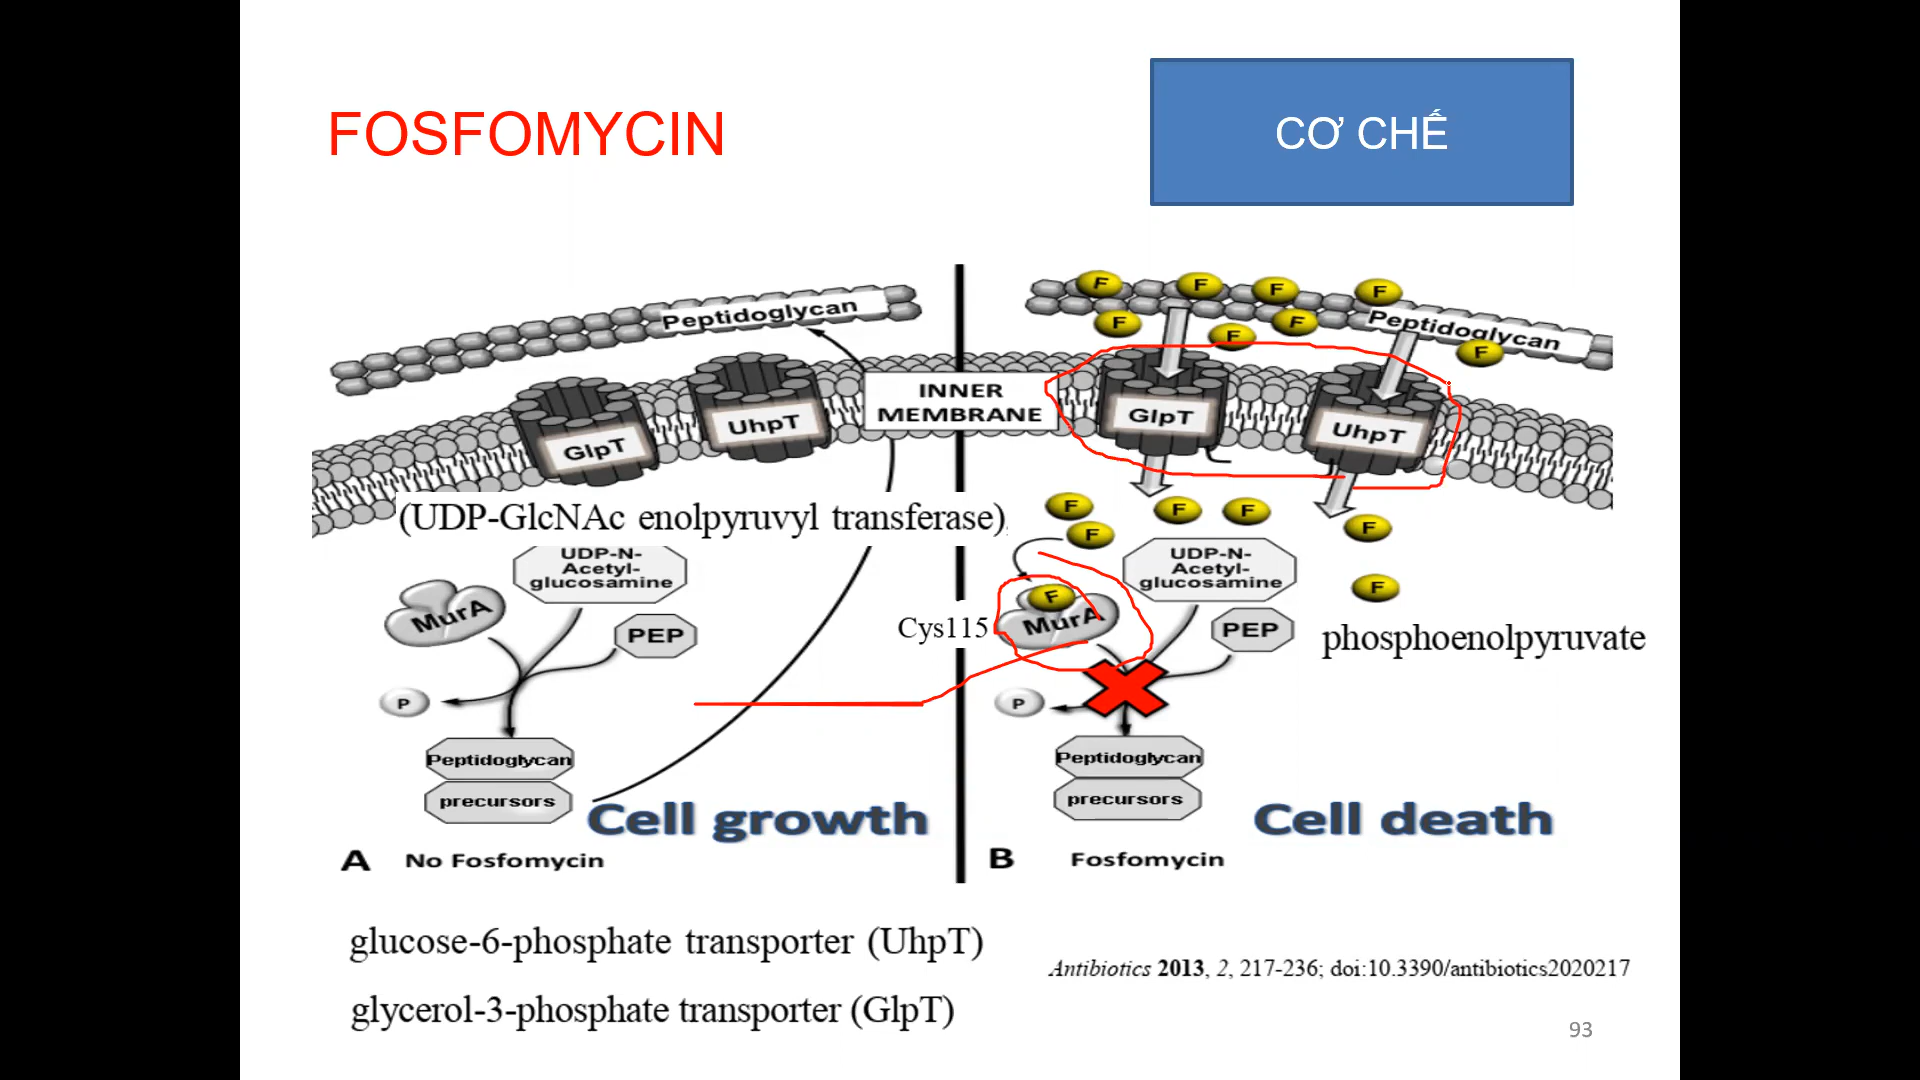 FOSFOMYCIN
CƠ CHẾ
Peptidoglycan
GlpT
UhpT
INNER
MEMBRANE
(UDP-GlcNAc enolpyruvyl transferase)
UDP-N-
Acetyl-
glucosamine
MurA
PEP
P
Peptidoglycan
precursors
Cell growth
A No Fosfomycin
F
F
F
F
F
F
F
Peptidoglycan
F
GlpT
UhpT
F
F
F
F
F
F
UDP-N-
Acetyl-
glucosamine
F
Cys115
MurA
PEP
phosphoenolpyruvate
P
Peptidoglycan
precursors
Cell death
B Fosfomycin
glucose-6-phosphate transporter (UhpT)
glycerol-3-phosphate transporter (GlpT)
Antibiotics 2013, 2, 217-236; doi:10.3390/antibiotics2020217
93